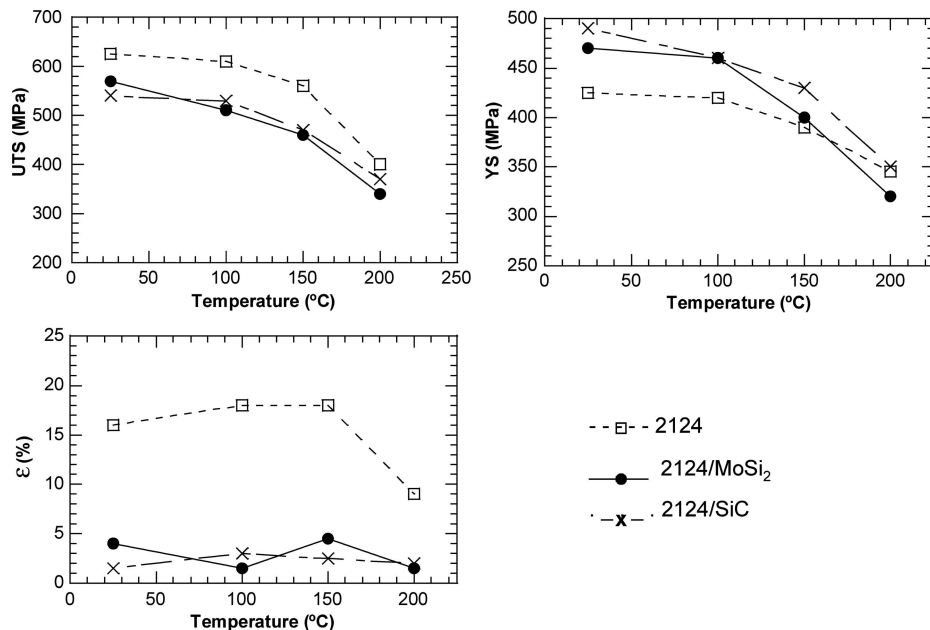 700
600
500
400
300
200
UTS (MPa)
0 50 100 150 200 250
Temperature (ºC)
500
450
400
350
300
250
YS (MPa)
0 50 100 150 200
Temperature (ºC)
25
20
15
10
5
0
ε (%)
0 50 100 150 200
Temperature (ºC)
2124
2124/MoSi₂
2124/SiC